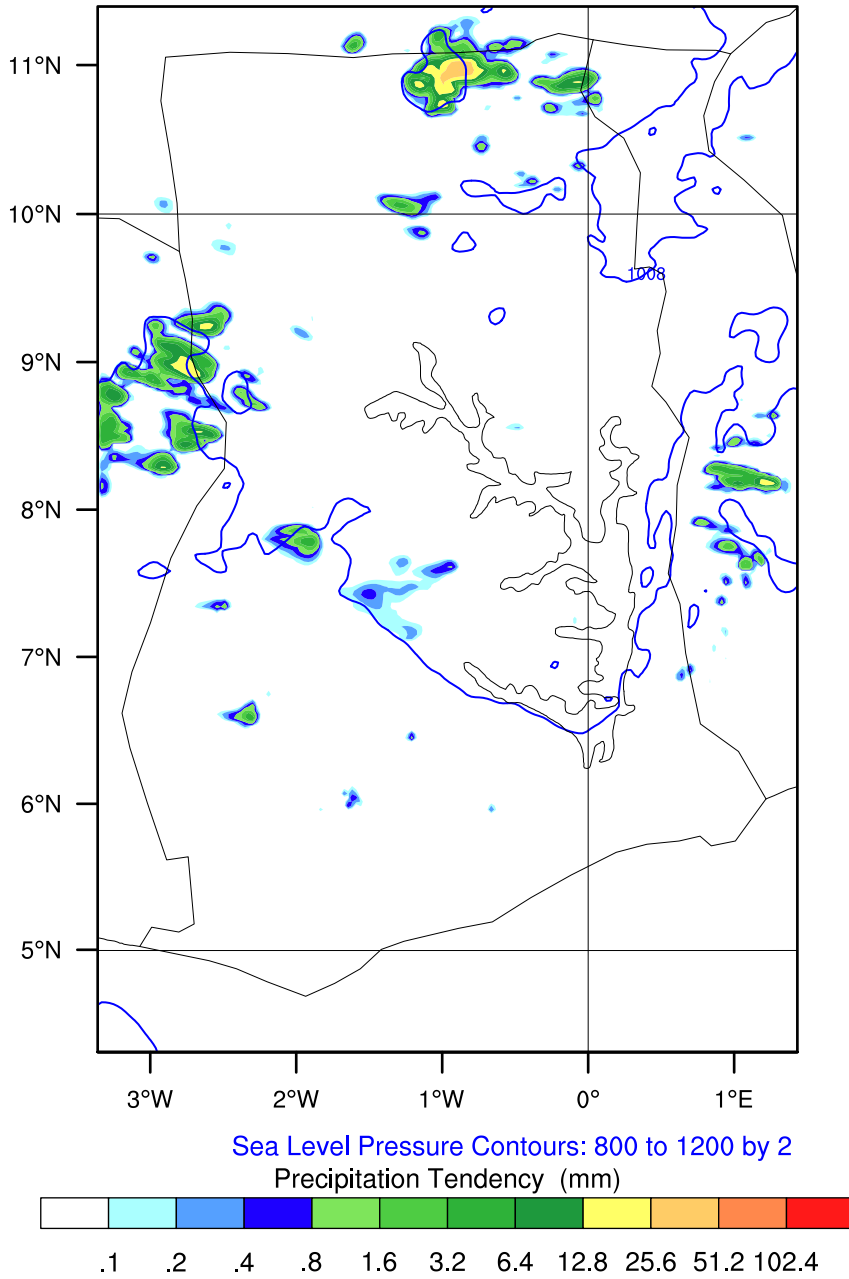 11°N
10°N
1008
9°N
8°N
7°N
6°N
5°N
3°W 2°W 1°W 0° 1°E
Sea Level Pressure Contours: 800 to 1200 by 2
Precipitation Tendency (mm)
.1 .2 .4 .8 1.6 3.2 6.4 12.8 25.6 51.2 102.4